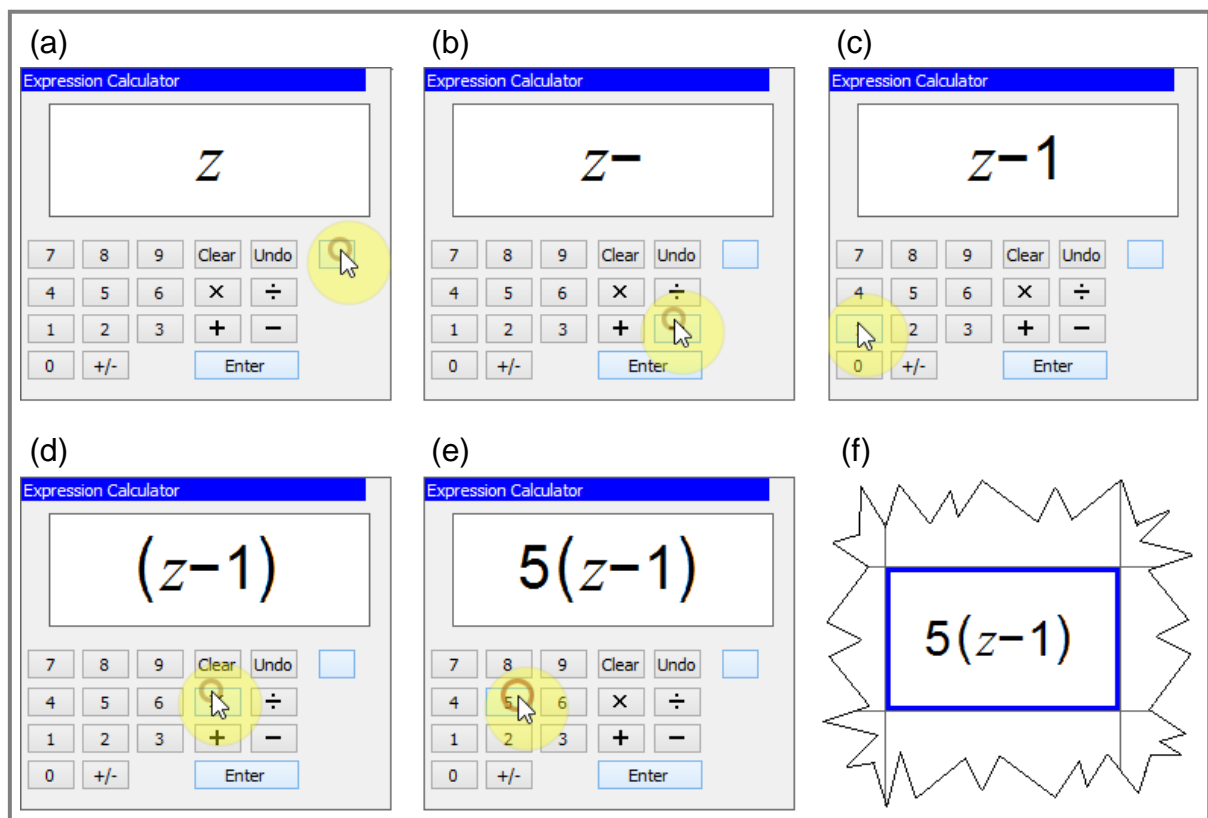 (a) (b) (c)
Expression Calculator Expression Calculator Expression Calculator
z z− z−1
7 8 9 Clear Undo 7 8 9 Clear Undo 7 8 9 Clear Undo
4 5 6 × ÷ 4 5 6 × ÷ 4 5 6 × ÷
1 2 3 + − 1 2 3 + 2 3 + −
0 +/- Enter 0 +/- Enter 0 +/- Enter
(d) (e) (f)
Expression Calculator Expression Calculator
(z−1) 5(z−1) 5(z−1)
7 8 9 Clear Undo 7 8 9 Clear Undo
4 5 6 ÷ 4 5 6 × ÷
1 2 3 + − 1 2 3 + −
0 +/- Enter 0 +/- Enter